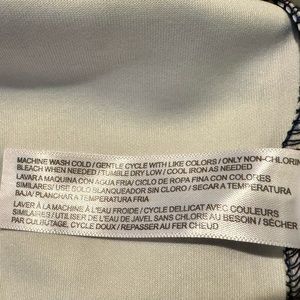 MACHINE WASH COLD / GENTLE CYCLE WITH LIKE COLORS / ONLY NON-CHLORIN
BLEACH WHEN NEEDED / TUMBLE DRY LOW / COOL IRON AS NEEDED
LAVAR A MAQUINA CON AGUA FRIA/ CICLO DE ROPA FINA CON COLORES
SIMILARES/ USE SOLO BLANQUEADOR SIN CLORO / SECAR A TEMPERATURA
BAJA/ PLANCHAR A TEMPERATURA FRIA
LAVER À LA MACHINE À L'EAU FROIDE / CYCLE DELLICAT AVEC COULEURS
SIMILAIRES/UTILISER DE L'EAU DE JAVEL SANS CHLORE AU BESOIN / SÉCHER
PAR CULBUTAGE, CYCLE DOUX / REPASSER AU FER CHEUD